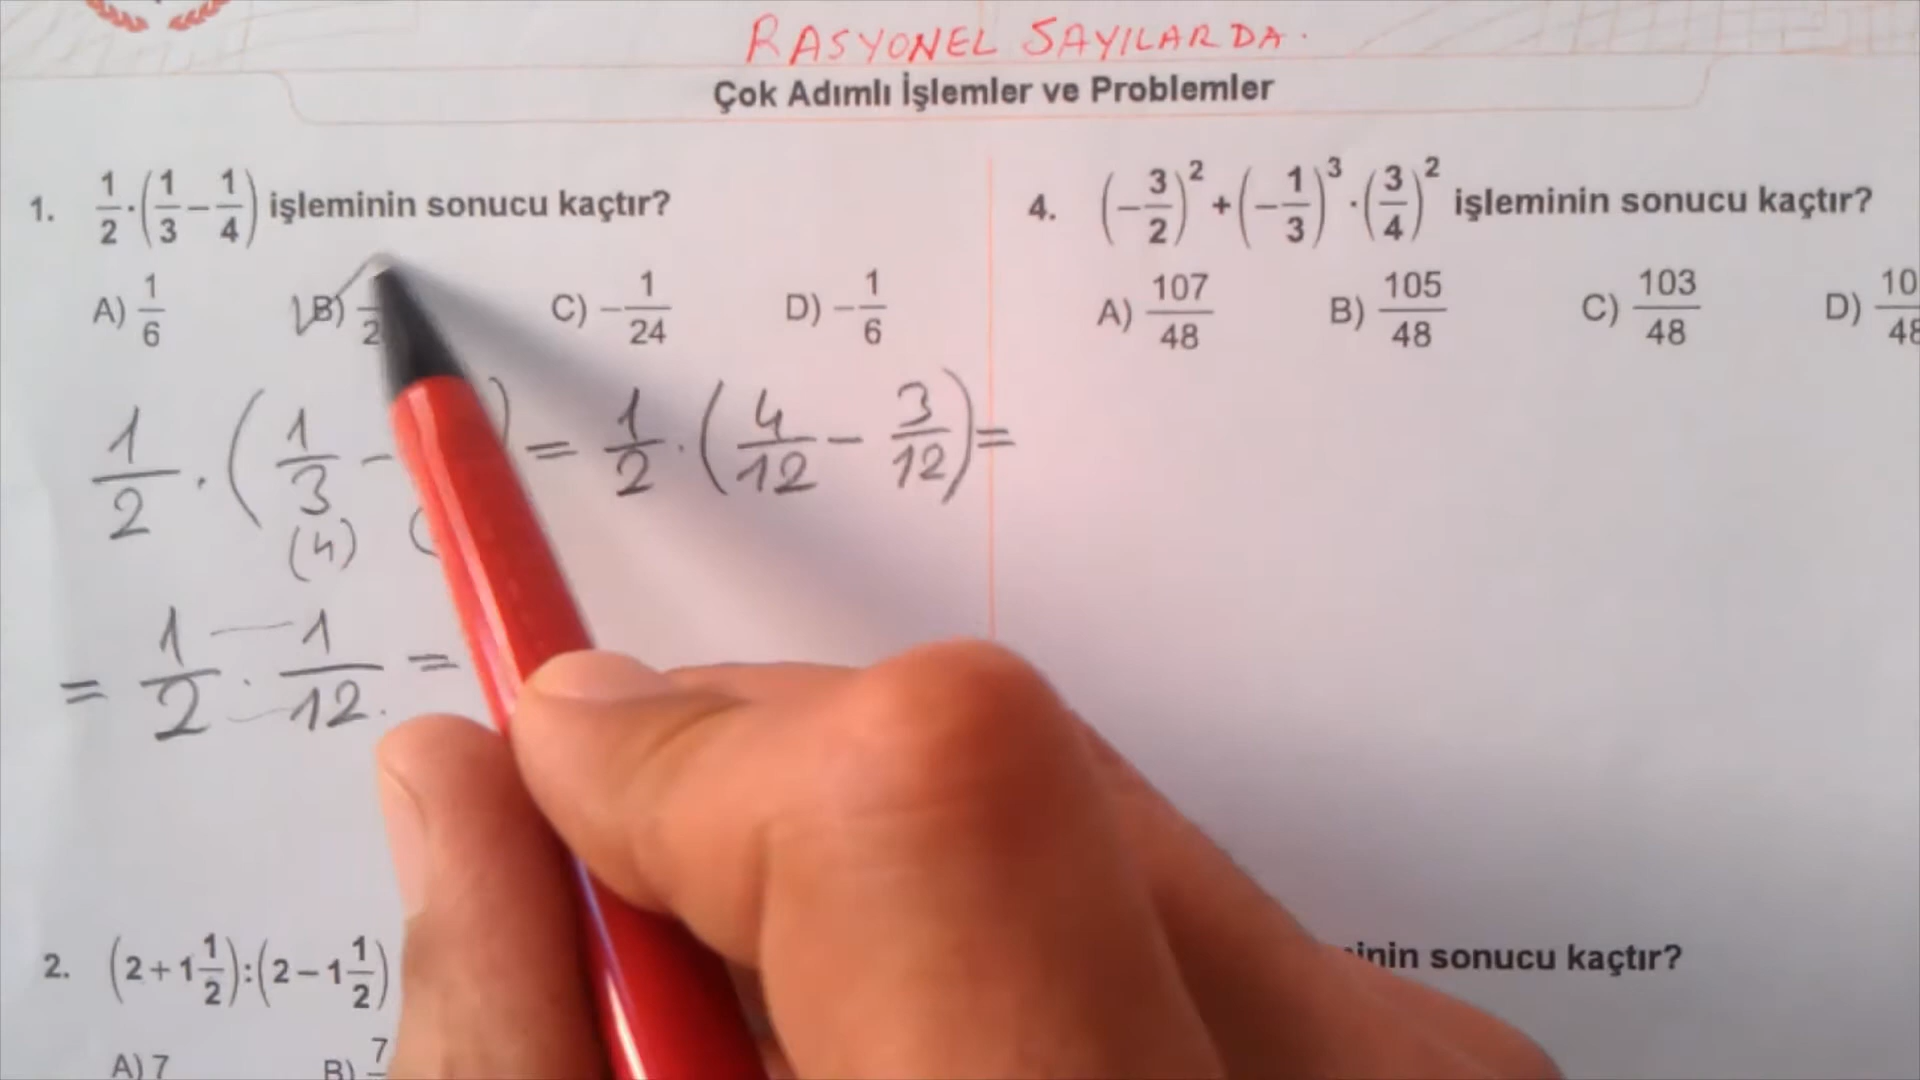 RASYONEL SAYILARDA.
Çok Adımlı İşlemler ve Problemler
1. 1/2 · (1/3 − 1/4) işleminin sonucu kaçtır?
A) 1/6 B) C) −1/24 D) −1/6
1/2 · (1/3 − ) = 1/2 · (4/12 − 3/12) =
(4)
= 1/2 · 1/12 =
2. (2 + 1 1/2) : (2 − 1 1/2)
A) 7 B) 7
4. (−3/2)² + (−1/3)³ · (3/4)² işleminin sonucu kaçtır?
A) 107/48 B) 105/48 C) 103/48 D)
sonucu kaçtır?